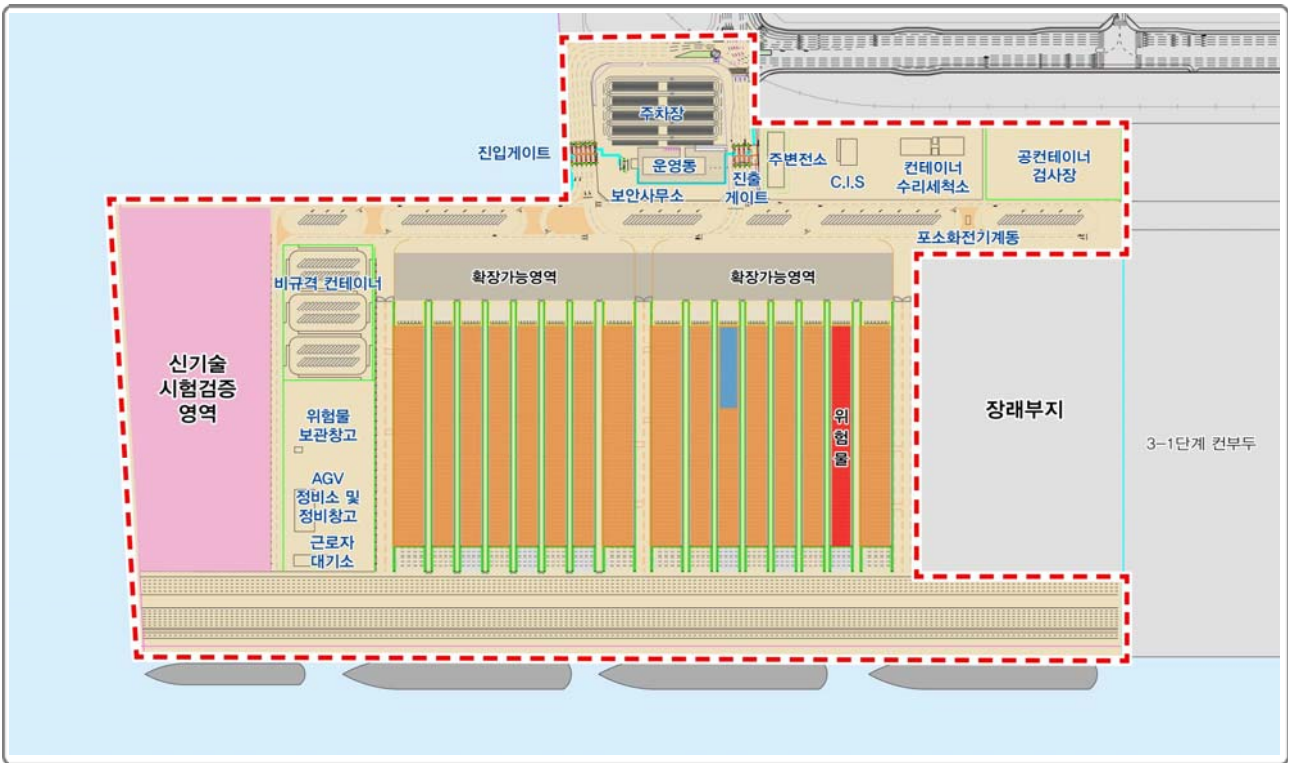 주차장
진입게이트
운영동
보안사무소
진출
게이트
주변전소
C.I.S
컨테이너
수리세척소
공컨테이너
검사장
포소화전기계동
비규격 컨테이너
확장가능영역
확장가능영역
신기술
시험검증
영역
위험물
보관창고
AGV
정비소 및
정비창고
근로자
대기소
위
험
물
장래부지
3-1단계 컨부두